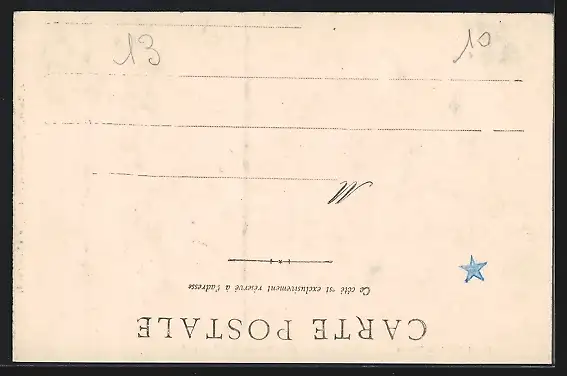 CARTE POSTALE
Ce côté est exclusivement réservé à l'adresse
M
13
10